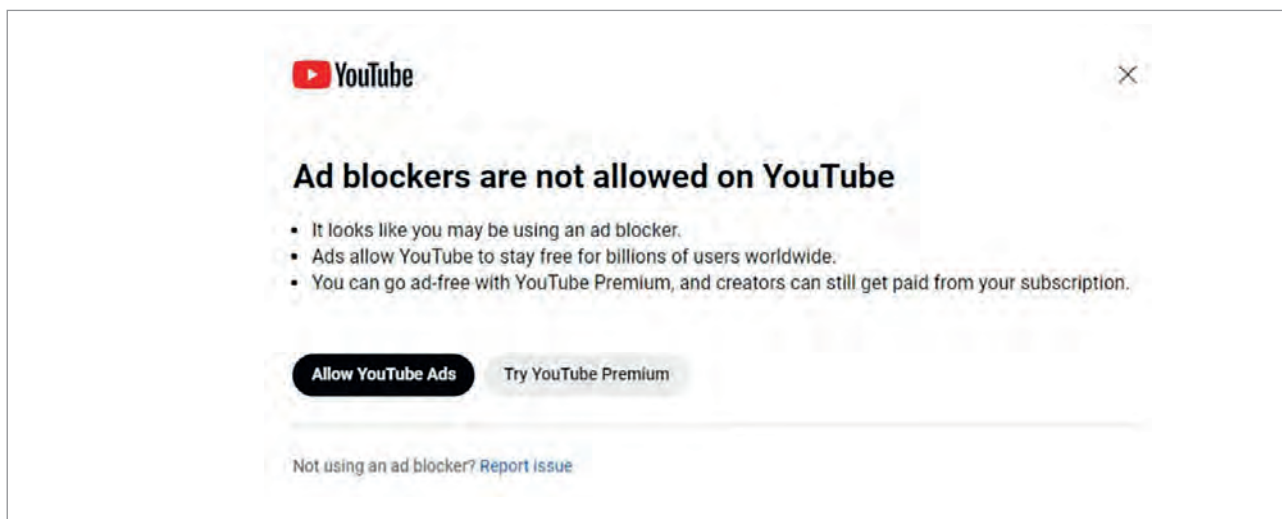 YouTube
Ad blockers are not allowed on YouTube
• It looks like you may be using an ad blocker.
• Ads allow YouTube to stay free for billions of users worldwide.
• You can go ad-free with YouTube Premium, and creators can still get paid from your subscription.
Allow YouTube Ads Try YouTube Premium
Not using an ad blocker? Report issue